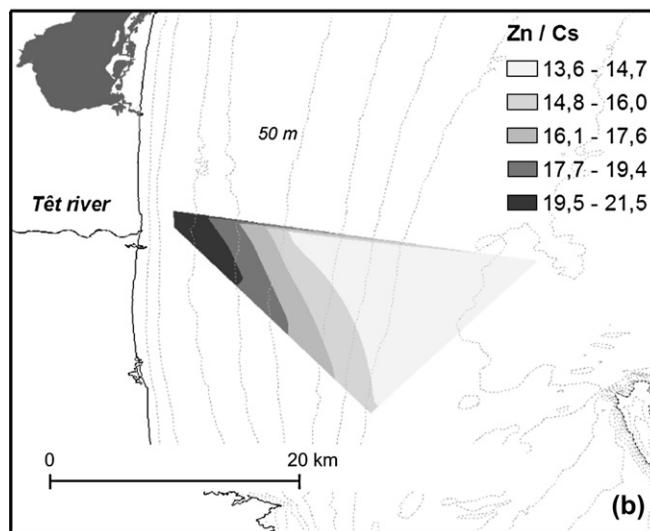 Zn / Cs
13,6 - 14,7
14,8 - 16,0
50 m
16,1 - 17,6
17,7 - 19,4
Têt river
19,5 - 21,5
0
20 km
(b)